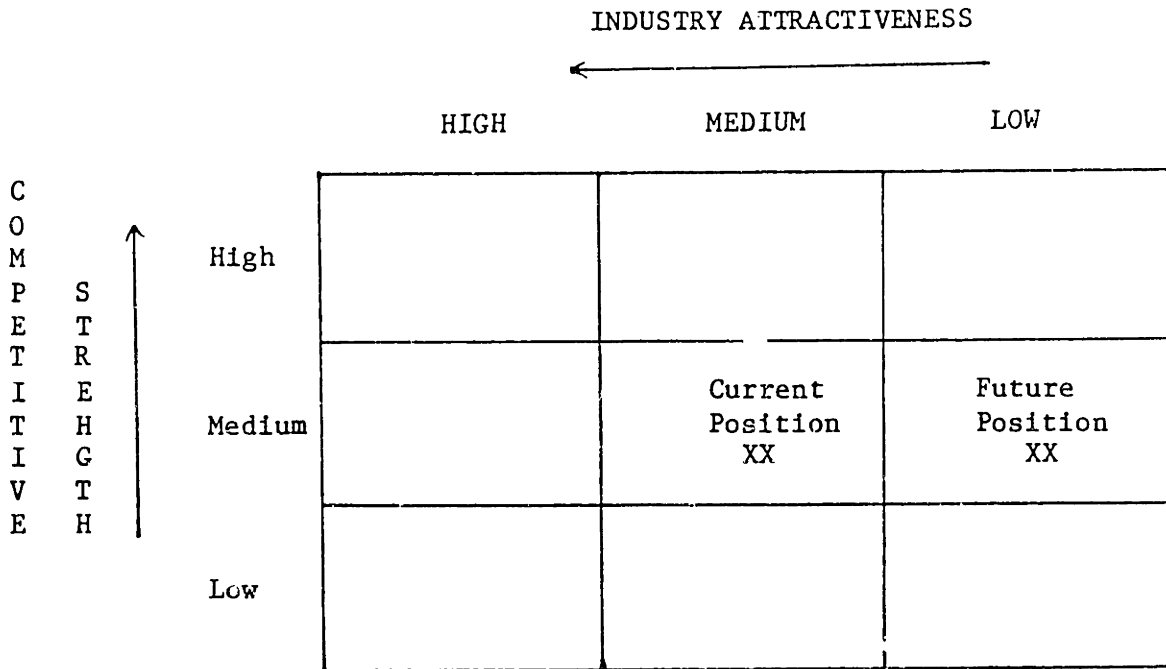 INDUSTRY ATTRACTIVENESS
HIGH MEDIUM LOW
COMPETITIVE
STREHGTH
High
Medium
Current Position XX
Future Position XX
Low